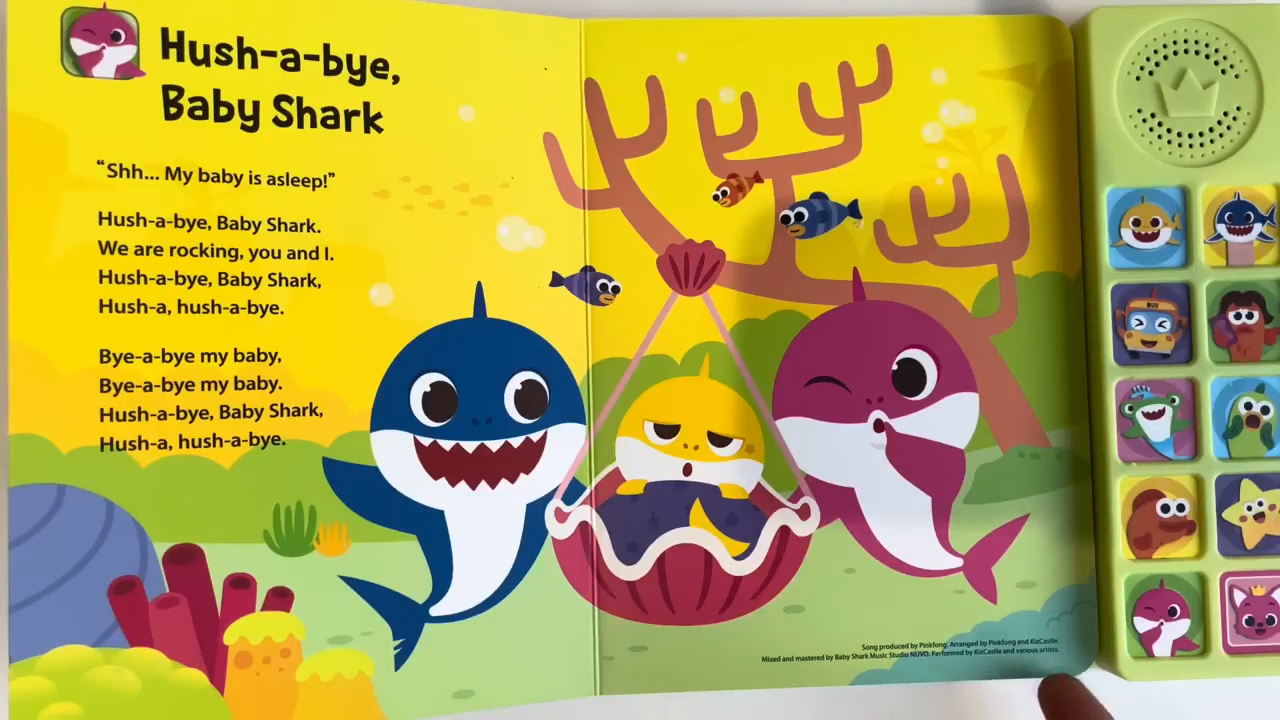 Hush-a-bye,
Baby Shark
“Shh... My baby is asleep!”
Hush-a-bye, Baby Shark.
We are rocking, you and I.
Hush-a-bye, Baby Shark,
Hush-a, hush-a-bye.
Bye-a-bye my baby,
Bye-a-bye my baby.
Hush-a-bye, Baby Shark,
Hush-a, hush-a-bye.
Song produced by Pinkfong. Arranged by Pinkfong and KizCastle.
Mixed and mastered by Baby Shark Music Studio NUVO. Performed by KizCastle and various artists.
BUS